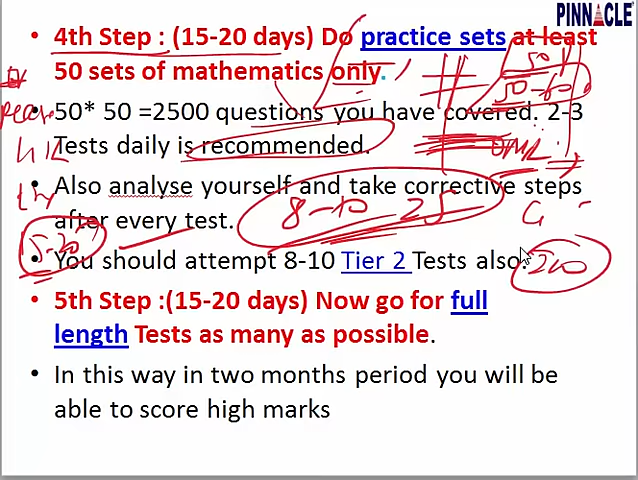 PINNACLE
4th Step : (15-20 days) Do practice sets at least
50 sets of mathematics only.
• 50* 50 =2500 questions you have covered. 2-3
Tests daily is recommended.
• Also analyse yourself and take corrective steps
after every test.
8-10 25
15-20
• You should attempt 8-10 Tier 2 Tests also.
200
• 5th Step :(15-20 days) Now go for full
length Tests as many as possible.
• In this way in two months period you will be
able to score high marks